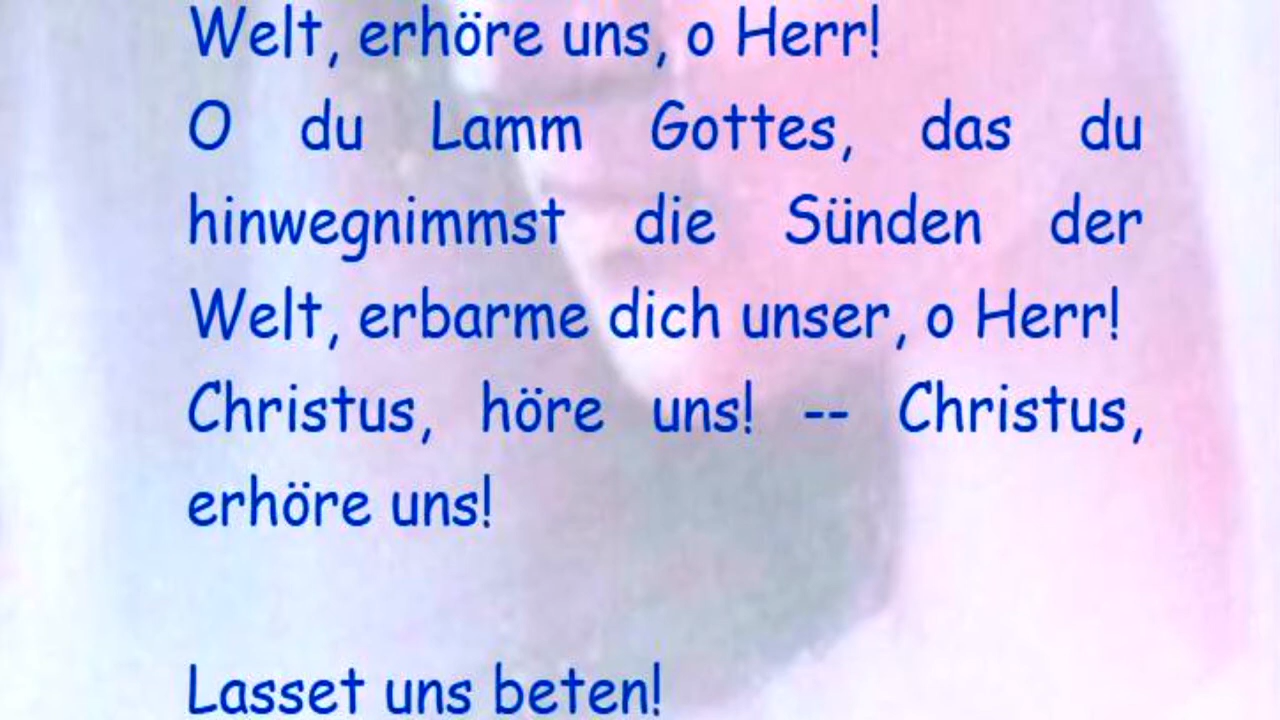 Welt, erhöre uns, o Herr!
O du Lamm Gottes, das du
hinwegnimmst die Sünden der
Welt, erbarme dich unser, o Herr!
Christus, höre uns! -- Christus,
erhöre uns!
Lasset uns beten!